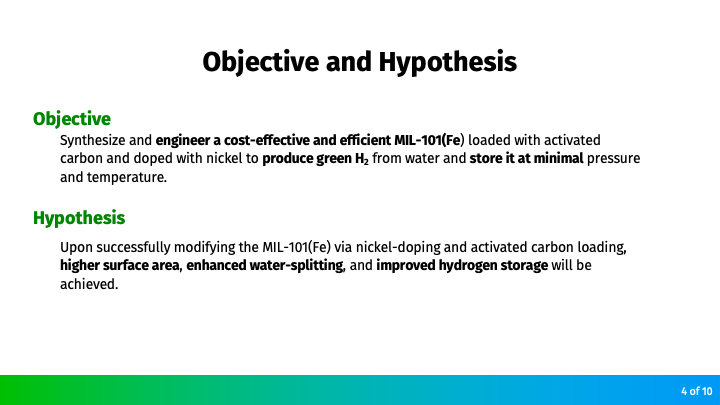 Objective and Hypothesis
Objective
Synthesize and engineer a cost-effective and efficient MIL-101(Fe) loaded with activated
carbon and doped with nickel to produce green H₂ from water and store it at minimal pressure
and temperature.
Hypothesis
Upon successfully modifying the MIL-101(Fe) via nickel-doping and activated carbon loading,
higher surface area, enhanced water-splitting, and improved hydrogen storage will be
achieved.
4 of 10